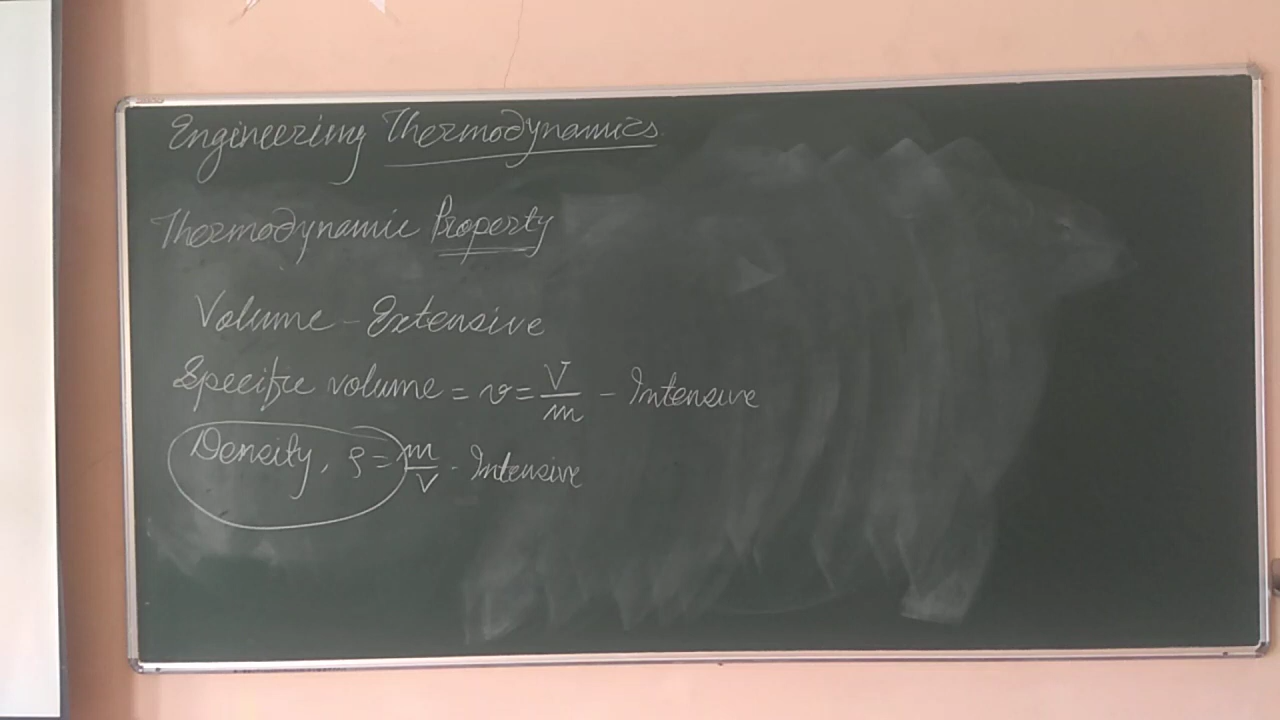 Engineering Thermodynamics
Thermodynamic Property
Volume - Extensive
Specific volume = v = V/m - Intensive
Density, ρ = m/V - Intensive